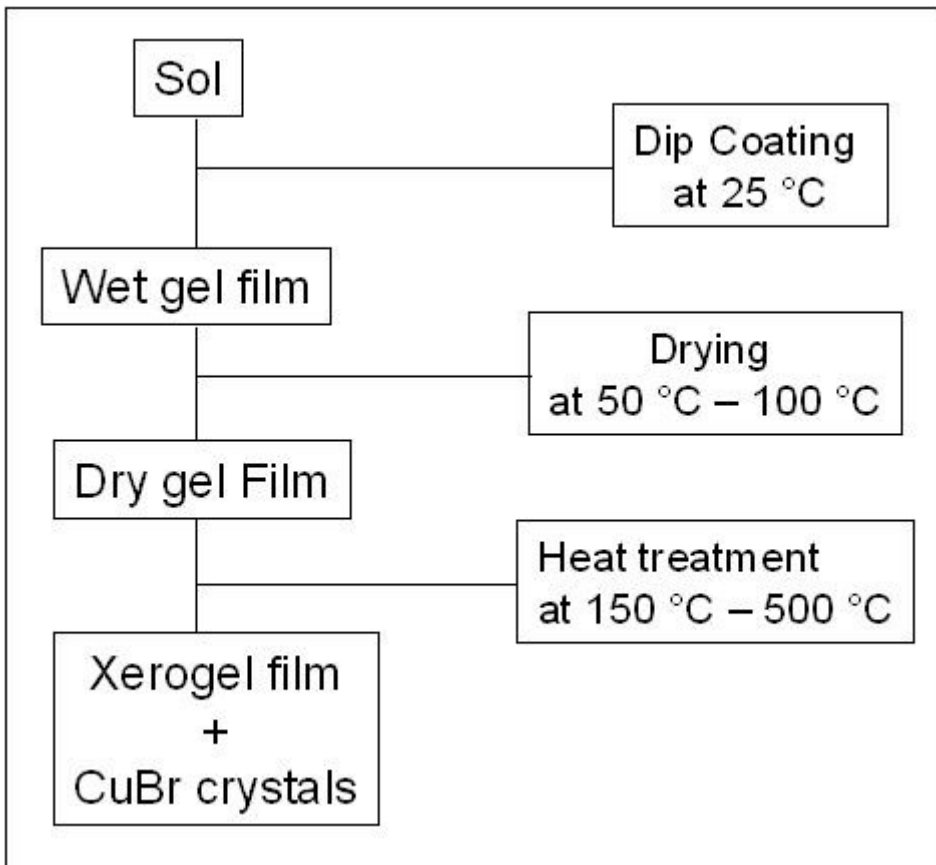 Sol
Dip Coating
at 25 °C
Wet gel film
Drying
at 50 °C – 100 °C
Dry gel Film
Heat treatment
at 150 °C – 500 °C
Xerogel film
+
CuBr crystals